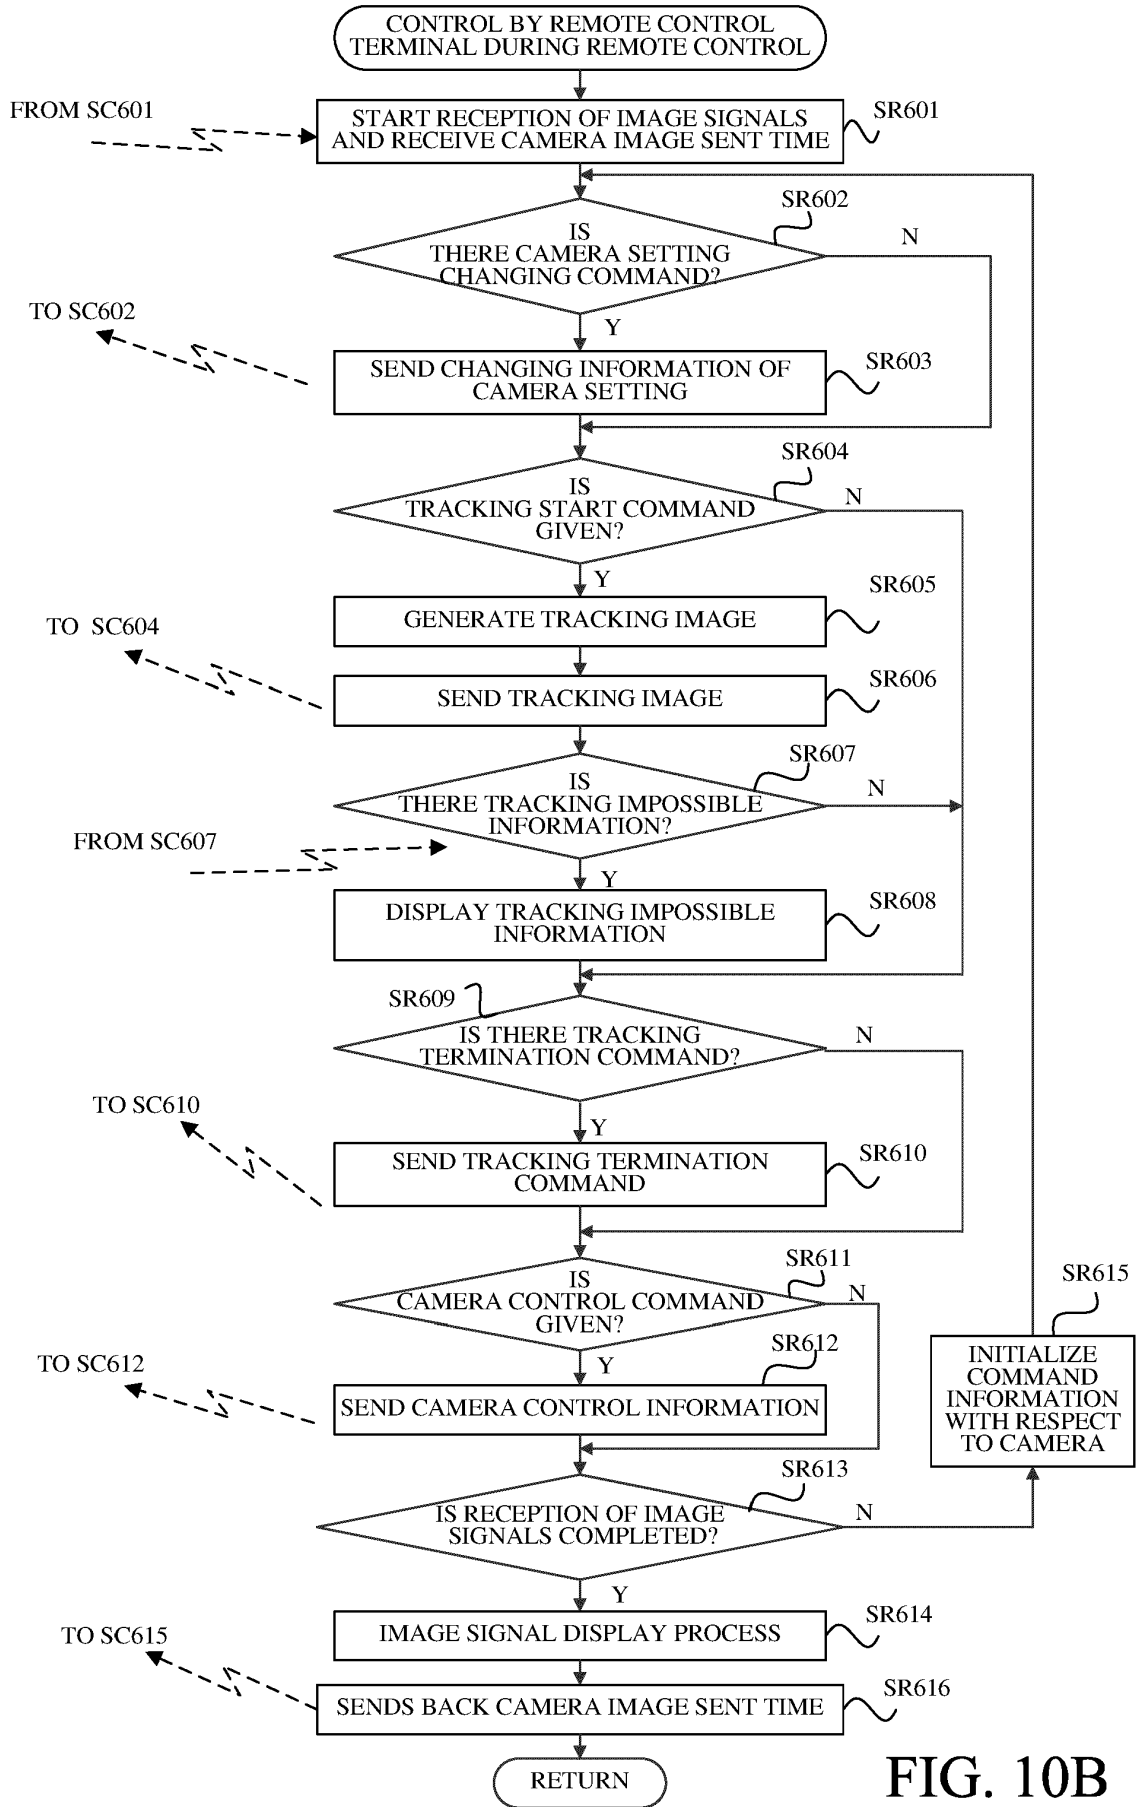 CONTROL BY REMOTE CONTROL
TERMINAL DURING REMOTE CONTROL
FROM SC601
START RECEPTION OF IMAGE SIGNALS
AND RECEIVE CAMERA IMAGE SENT TIME
SR601
SR602
IS
THERE CAMERA SETTING
CHANGING COMMAND?
N
Y
TO SC602
SEND CHANGING INFORMATION OF
CAMERA SETTING
SR603
SR604
IS
TRACKING START COMMAND
GIVEN?
N
Y
SR605
GENERATE TRACKING IMAGE
TO SC604
SEND TRACKING IMAGE
SR606
SR607
IS
THERE TRACKING IMPOSSIBLE
INFORMATION?
N
FROM SC607
Y
DISPLAY TRACKING IMPOSSIBLE
INFORMATION
SR608
SR609
IS THERE TRACKING
TERMINATION COMMAND?
N
Y
TO SC610
SEND TRACKING TERMINATION
COMMAND
SR610
SR611
IS
CAMERA CONTROL COMMAND
GIVEN?
N
Y
SR612
TO SC612
SEND CAMERA CONTROL INFORMATION
SR615
INITIALIZE
COMMAND
INFORMATION
WITH RESPECT
TO CAMERA
SR613
IS RECEPTION OF IMAGE
SIGNALS COMPLETED?
N
Y
IMAGE SIGNAL DISPLAY PROCESS
SR614
TO SC615
SENDS BACK CAMERA IMAGE SENT TIME
SR616
RETURN
FIG. 10B